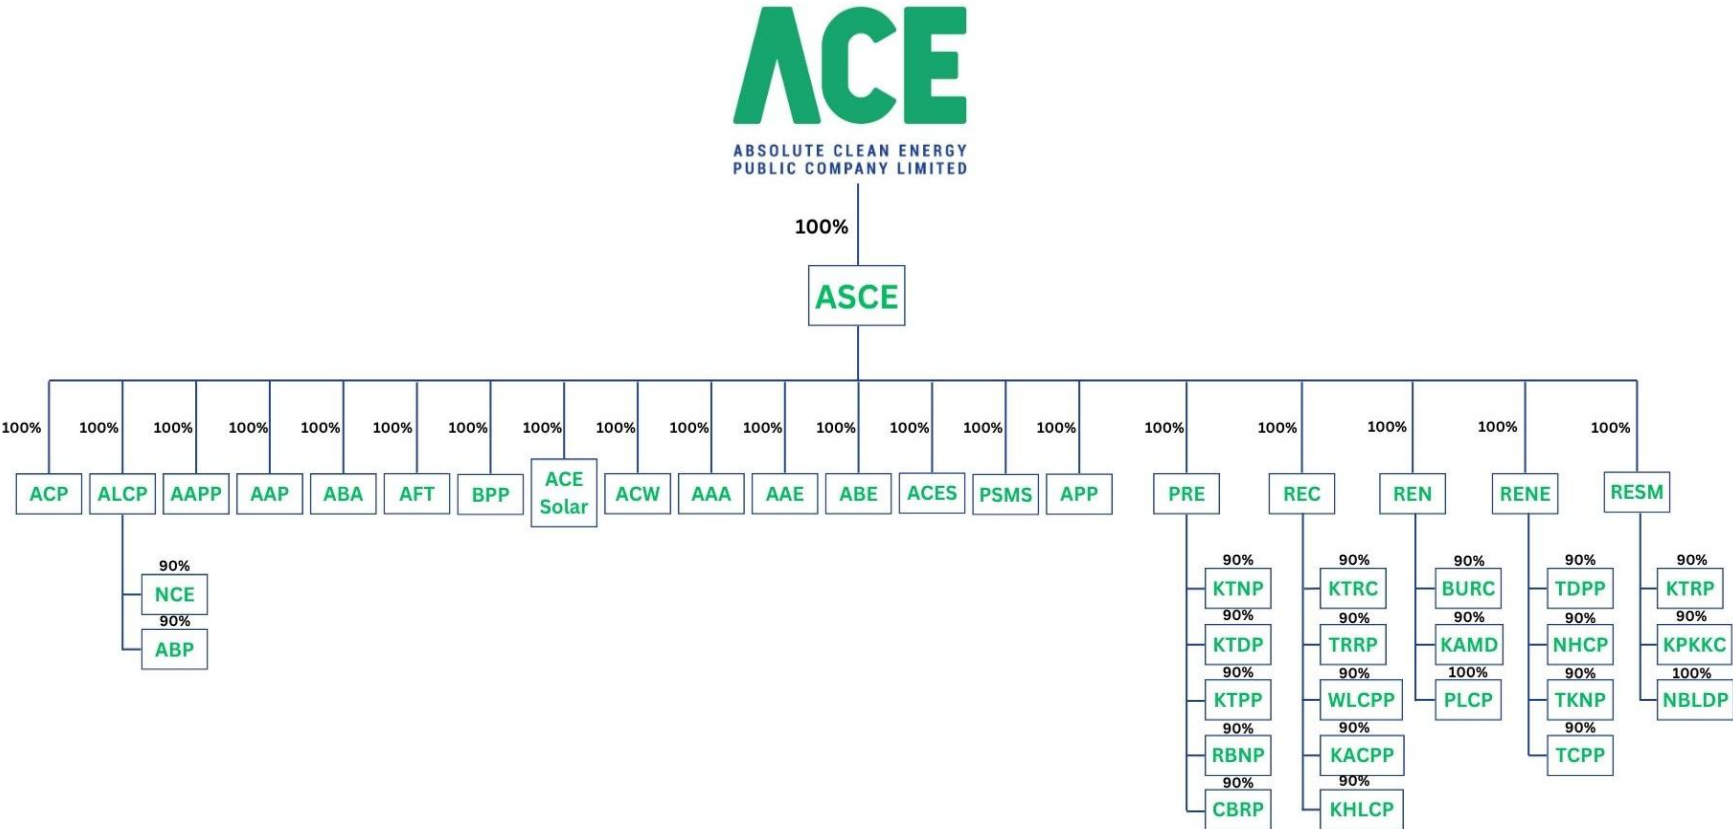 ACE
ABSOLUTE CLEAN ENERGY
PUBLIC COMPANY LIMITED
100%
ASCE
100% 100% 100% 100% 100% 100% 100% 100% 100% 100% 100% 100% 100% 100% 100% 100% 100% 100% 100% 100%
ACP ALCP AAPP AAP ABA AFT BPP ACE Solar ACW AAA AAE ABE ACES PSMS APP PRE REC REN RENE RESM
90%
NCE
90%
ABP
90%
KTNP
90%
KTDP
90%
KTPP
90%
RBNP
90%
CBRP
90%
KTRC
90%
TRRP
90%
WLCPP
90%
KACPP
90%
KHLCP
90%
BURC
90%
KAMD
100%
PLCP
90%
TDPP
90%
NHCP
90%
TKNP
90%
TCPP
90%
KTRP
90%
KPKKC
100%
NBLDP